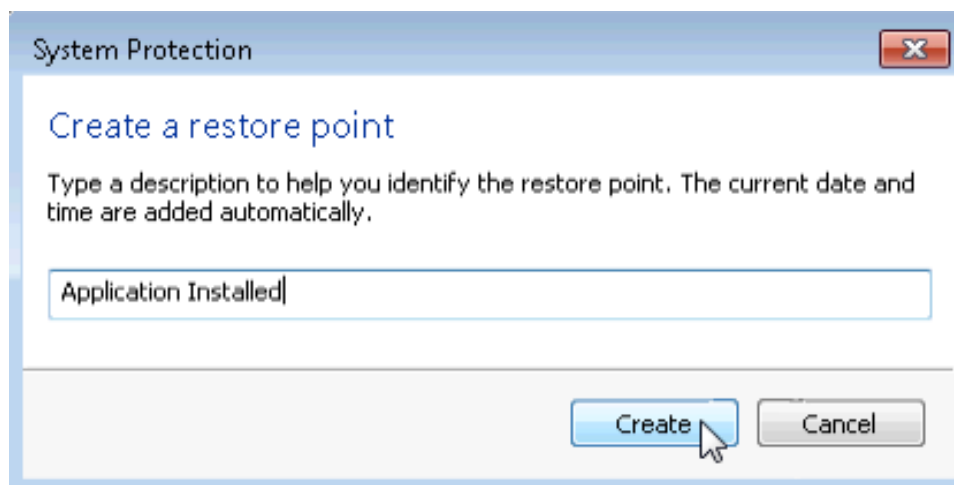 System Protection
Create a restore point
Type a description to help you identify the restore point. The current date and
time are added automatically.
Application Installed
Create
Cancel